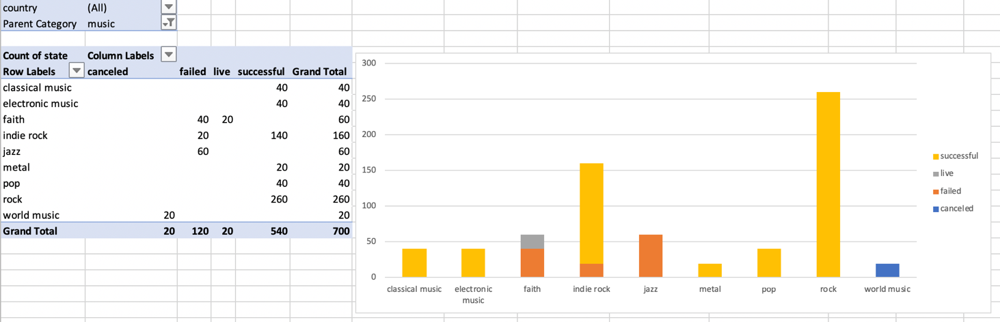 country (All)
Parent Category music
Count of state Column Labels
Row Labels canceled failed live successful Grand Total
classical music 40 40
electronic music 40 40
faith 40 20 60
indie rock 20 140 160
jazz 60 60
metal 20 20
pop 40 40
rock 260 260
world music 20 20
Grand Total 20 120 20 540 700
300
250
200
150
100
50
0
classical music electronic music faith indie rock jazz metal pop rock world music
successful
live
failed
canceled